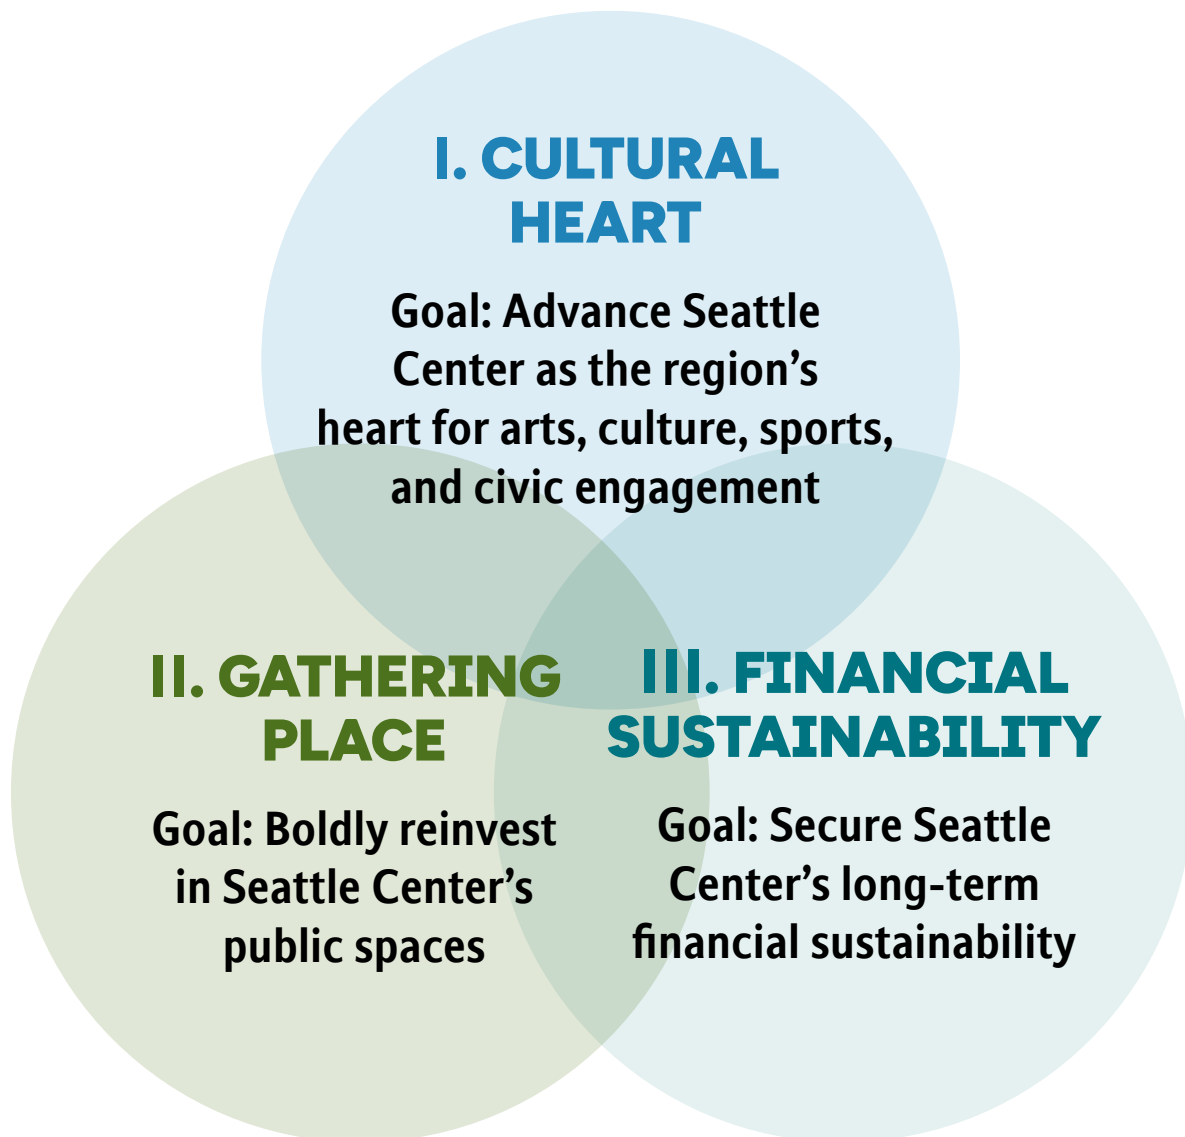 I. CULTURAL
HEART
Goal: Advance Seattle
Center as the region’s
heart for arts, culture, sports,
and civic engagement
II. GATHERING
PLACE
Goal: Boldly reinvest
in Seattle Center’s
public spaces
III. FINANCIAL
SUSTAINABILITY
Goal: Secure Seattle
Center’s long-term
financial sustainability